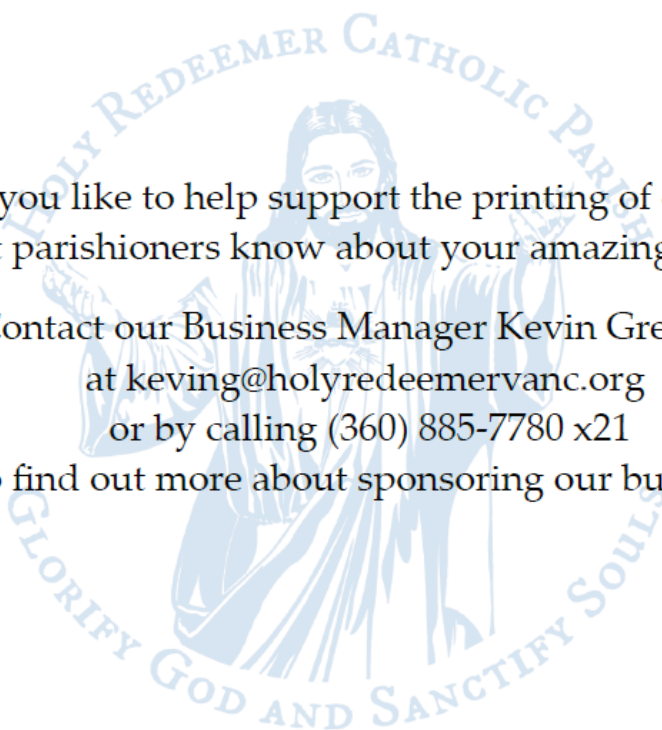 HOLY REDEEMER CATHOLIC PARISH
you like to help support the printing of
parishioners know about your amazing
ontact our Business Manager Kevin Gre
at keving@holyredeemervanc.org
or by calling (360) 885-7780 x21
find out more about sponsoring our bu
GLORIFY GOD AND SANCTIFY SOULS